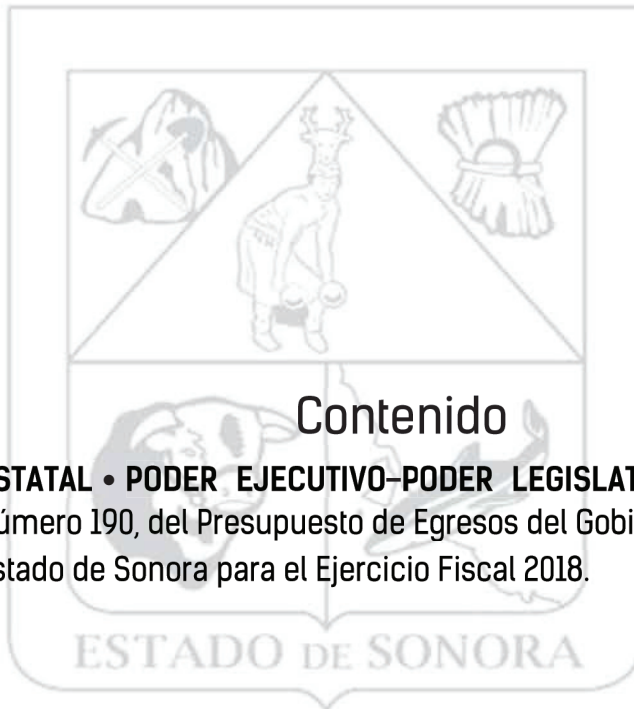 Contenido
STATAL • PODER EJECUTIVO-PODER LEGISLAT
úmero 190, del Presupuesto de Egresos del Gobi
stado de Sonora para el Ejercicio Fiscal 2018.
ESTADO DE SONORA